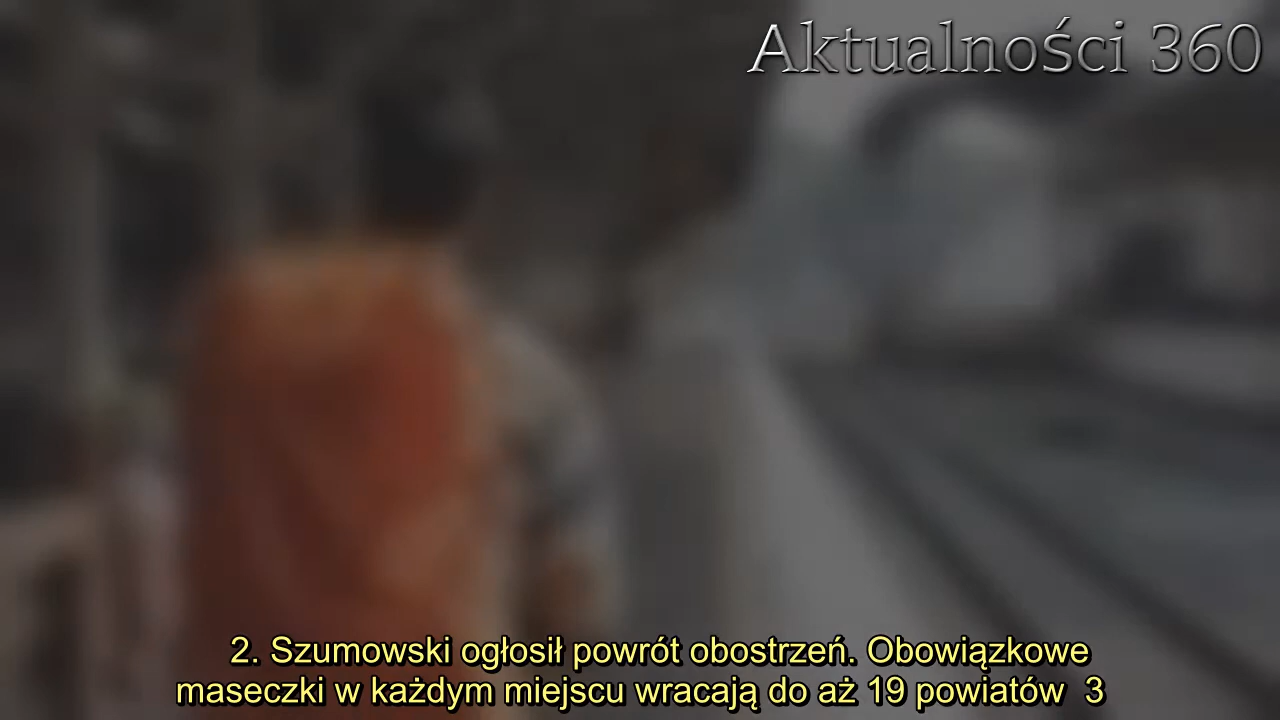 Aktualności 360
2. Szumowski ogłosił powrót obostrzeń. Obowiązkowe
maseczki w każdym miejscu wracają do aż 19 powiatów  3